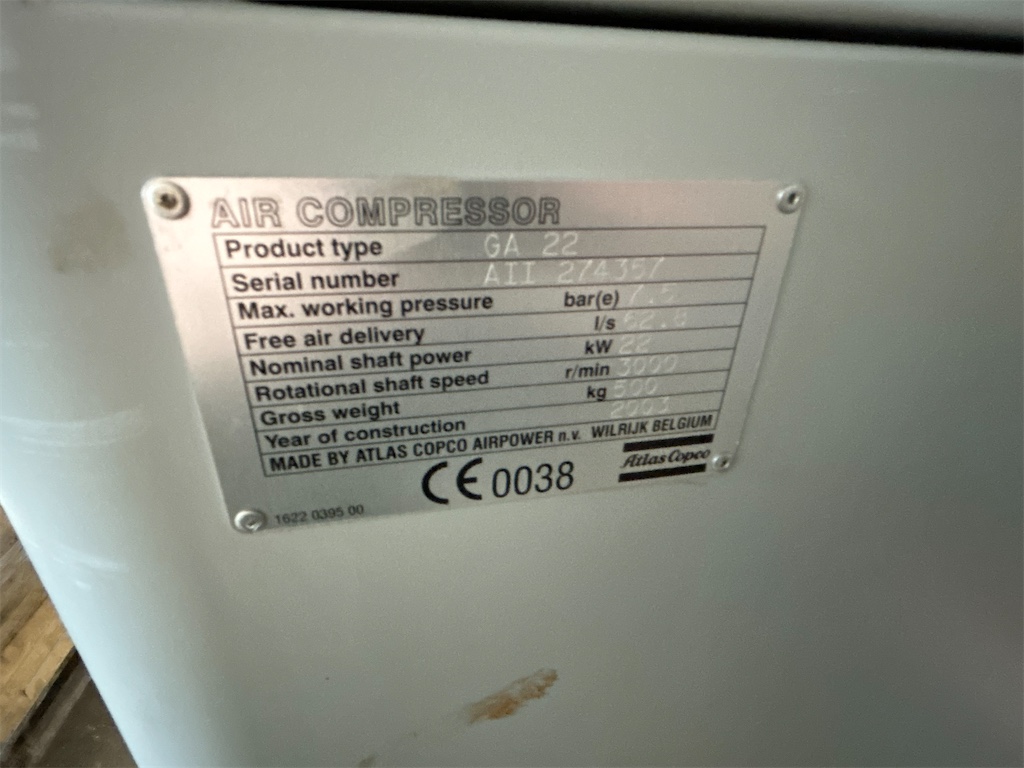 AIR COMPRESSOR
Product type GA 22
Serial number AII 274357
Max. working pressure bar(e) 7.5
Free air delivery l/s 62.8
Nominal shaft power kW 22
Rotational shaft speed r/min 3000
Gross weight kg 500
Year of construction 2003
MADE BY ATLAS COPCO AIRPOWER n.v. WILRIJK BELGIUM
CE 0038 Atlas Copco
1622 0395 00